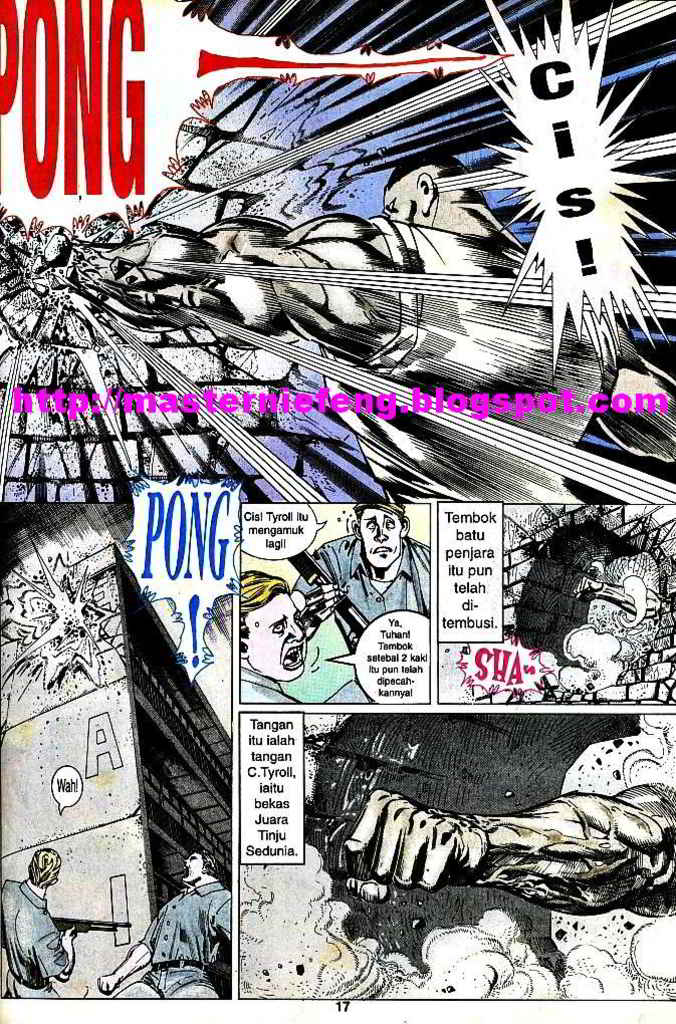 PONG
Cis!
http://masterniefeng.blogspot.com
PONG
!
Wah!
A
I
Cis! Tyroll itu
mengamuk
lagi!
Ya,
Tuhan!
Tembok
setebal 2 kaki
itu pun telah
dipecah-
kannya!
Tembok
batu
penjara
itu pun
telah
di-
tembusi.
SHA
Tangan
itu ialah
tangan
C.Tyroll,
iaitu
bekas
Juara
Tinju
Sedunia.
17